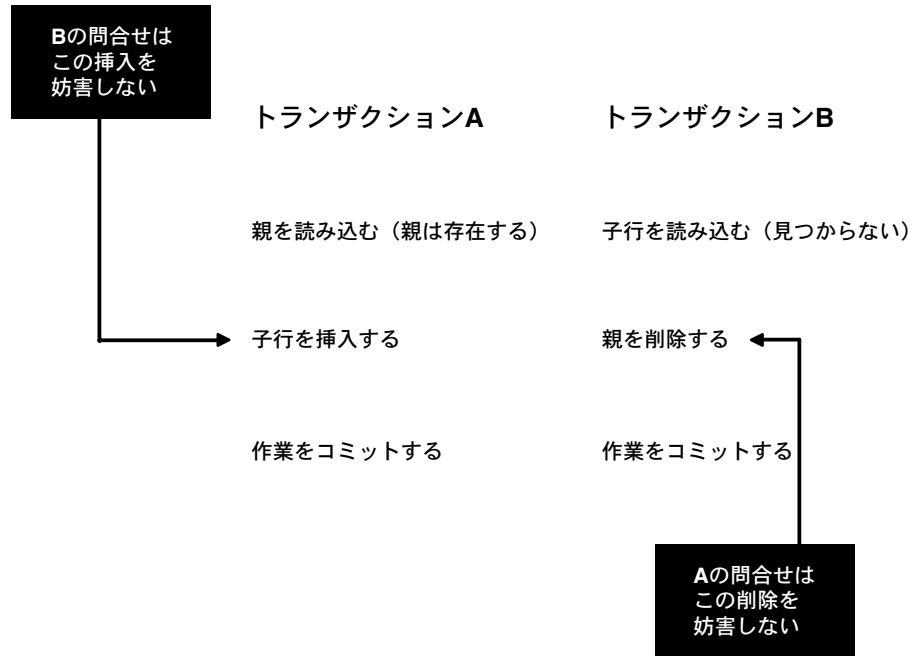 Bの問合せは
この挿入を
妨害しない
トランザクションA
トランザクションB
親を読み込む（親は存在する）
子行を読み込む（見つからない）
子行を挿入する
親を削除する
作業をコミットする
作業をコミットする
Aの問合せは
この削除を
妨害しない